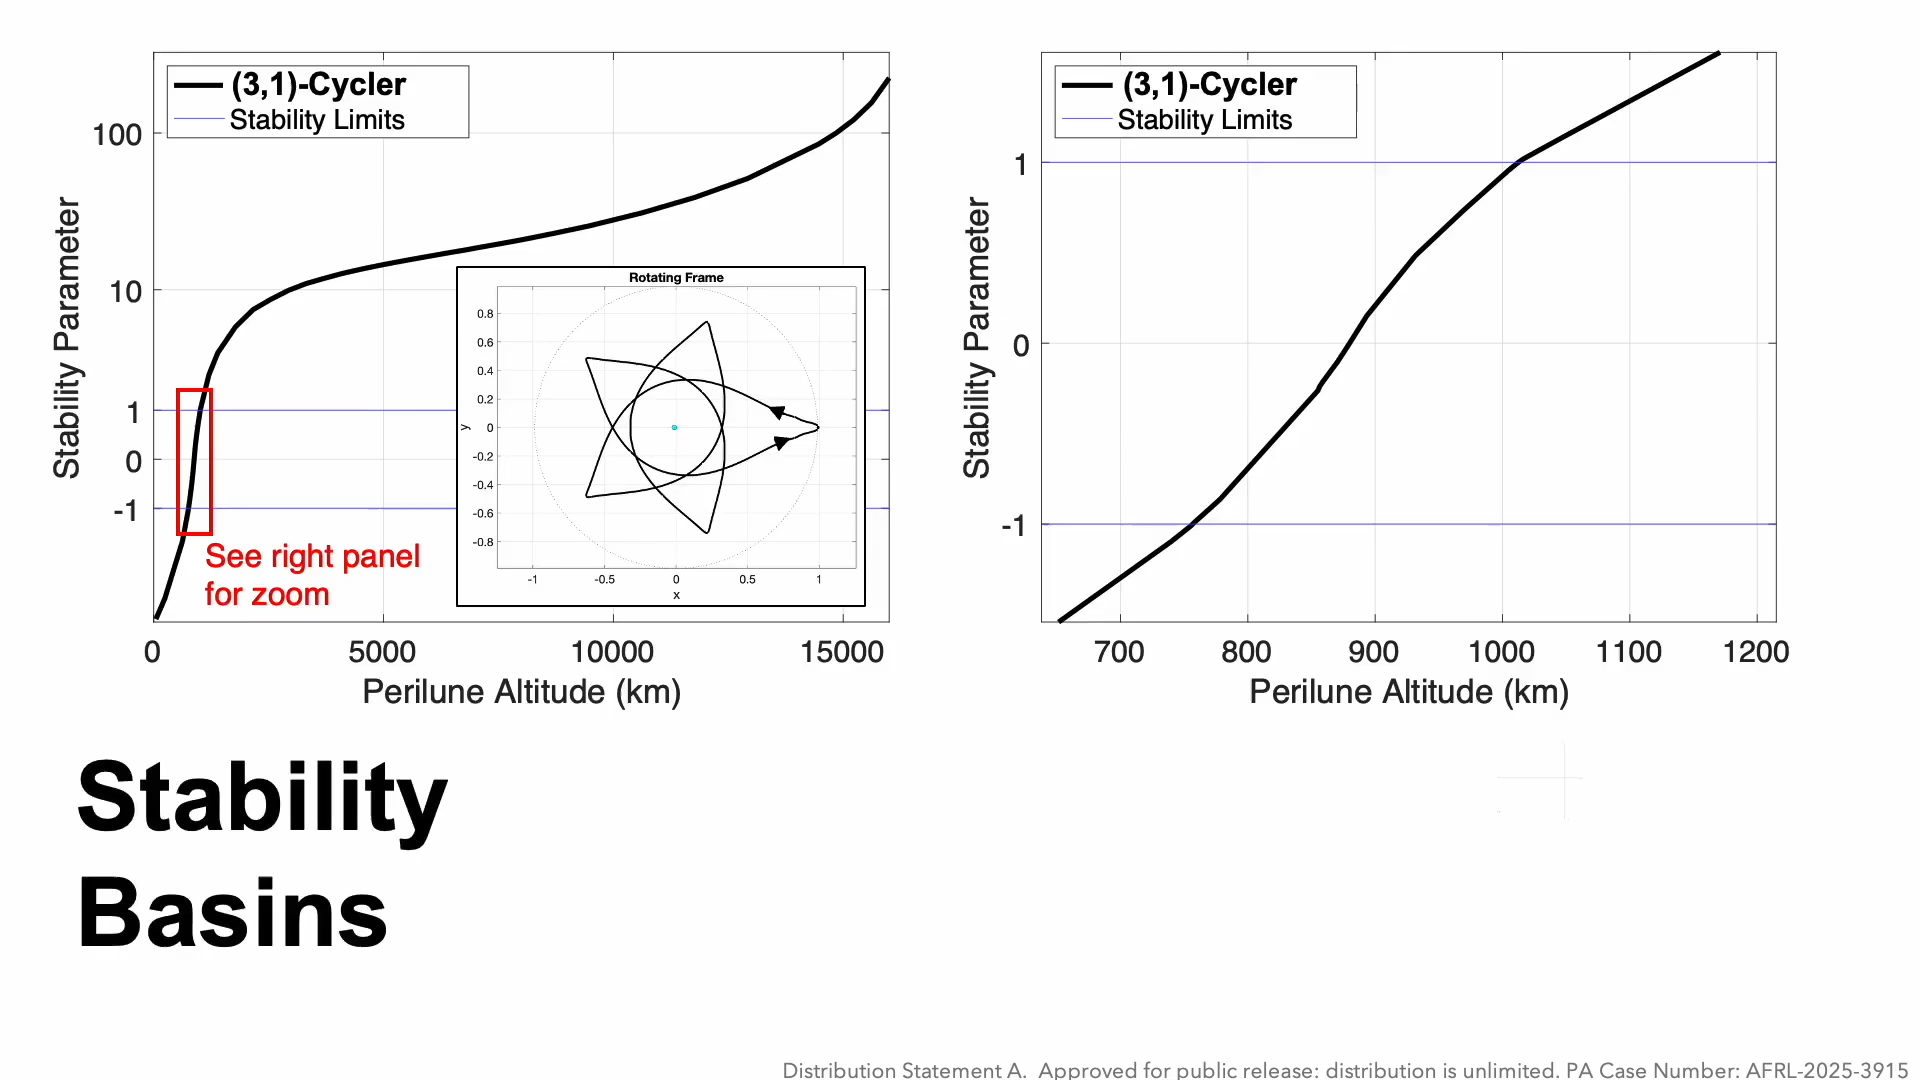 (3,1)-Cycler
Stability Limits
100
10
1
0
-1
Stability Parameter
See right panel
for zoom
0
5000
10000
15000
Perilune Altitude (km)
Rotating Frame
0.8
0.6
0.4
0.2
0
-0.2
-0.4
-0.6
-0.8
y
-1
-0.5
0
0.5
1
x
(3,1)-Cycler
Stability Limits
1
0
-1
Stability Parameter
700
800
900
1000
1100
1200
Perilune Altitude (km)
Stability
Basins
Distribution Statement A.  Approved for public release: distribution is unlimited. PA Case Number: AFRL-2025-3915